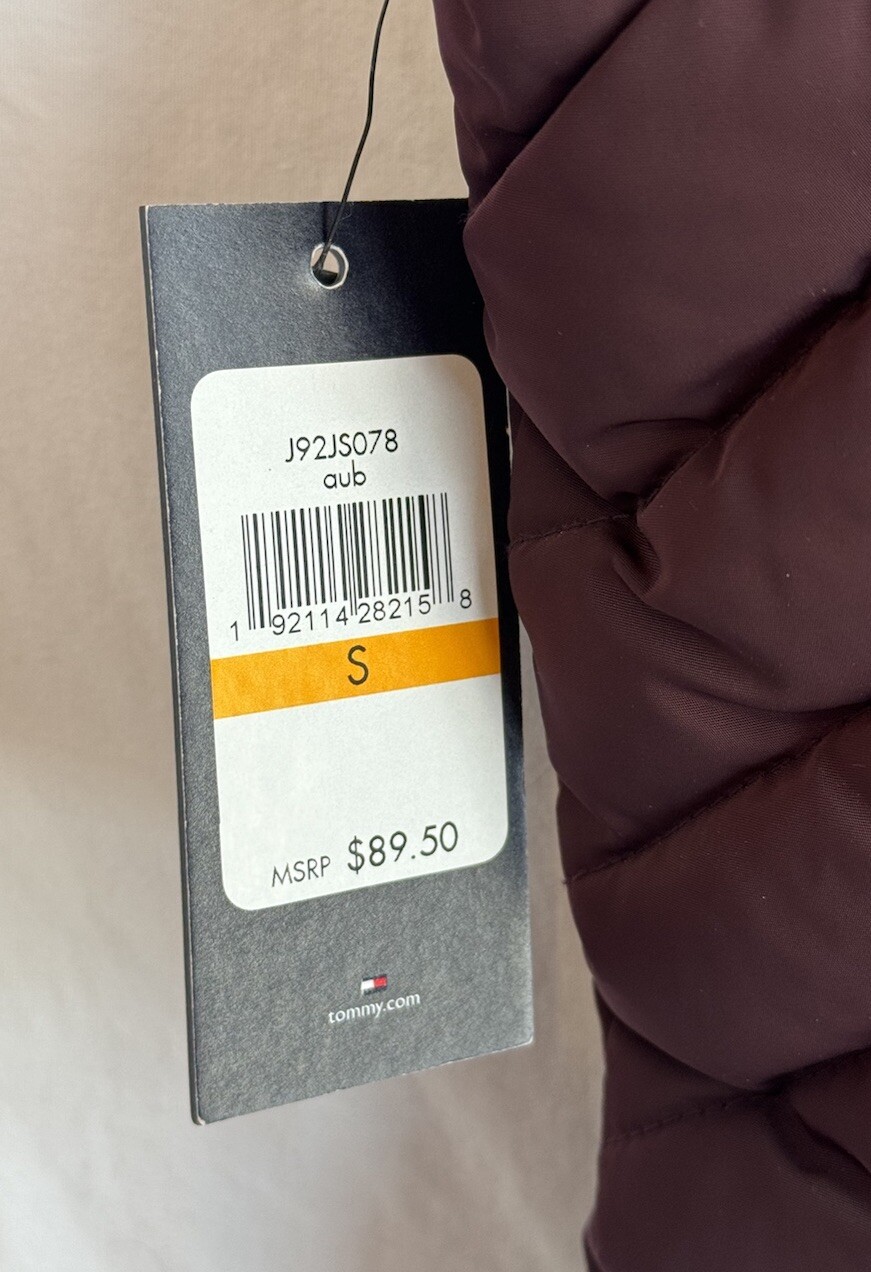 J92JS078
aub
1 92114 28215 8
S
MSRP $89.50
tommy.com